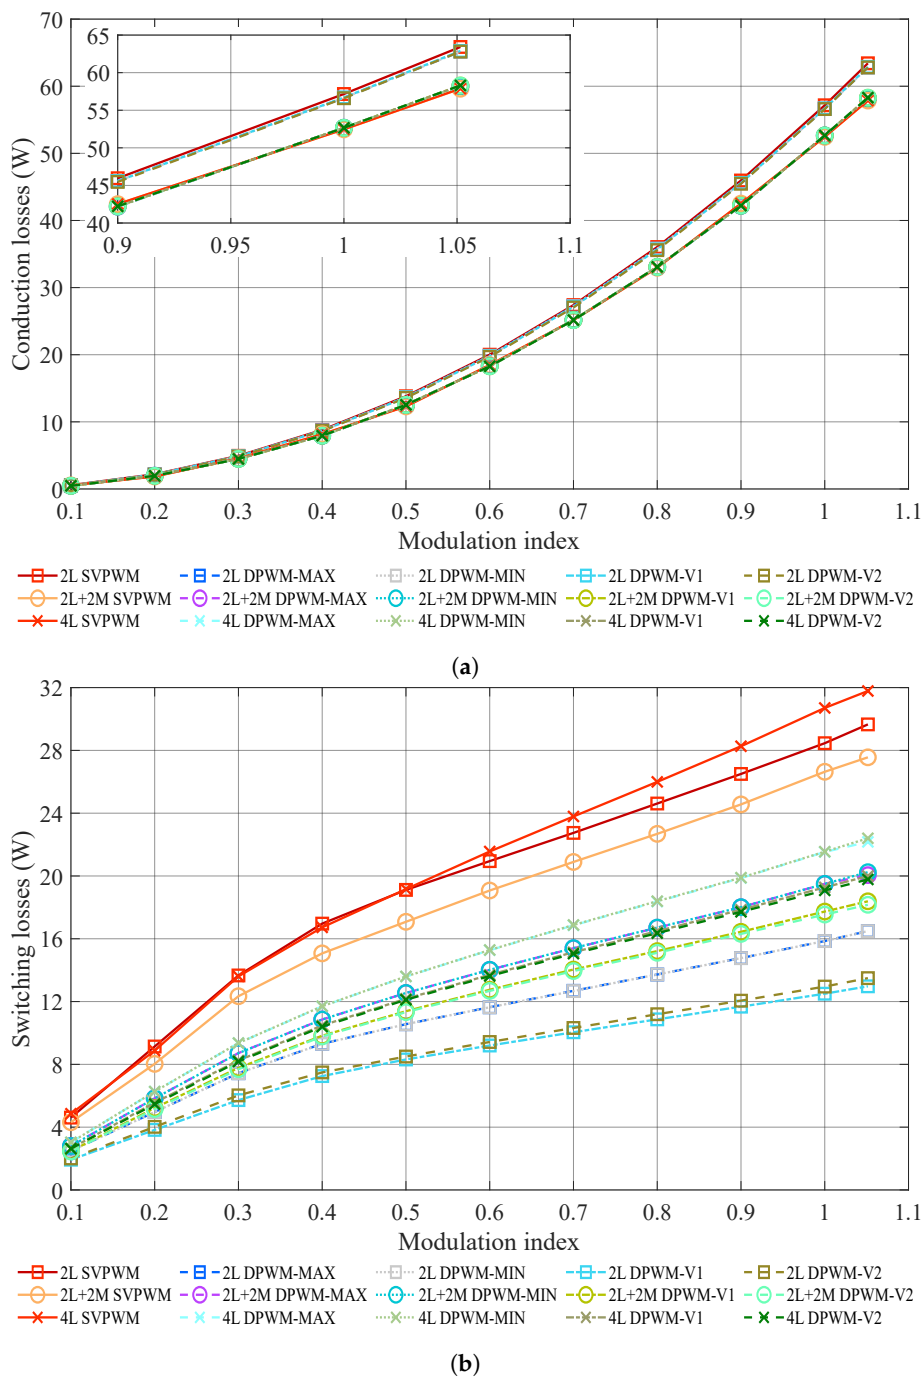 70
60
50
40
30
20
10
0
Conduction losses (W)
65
60
55
50
45
40
0.9 0.95 1 1.05 1.1
0.1 0.2 0.3 0.4 0.5 0.6 0.7 0.8 0.9 1 1.1
Modulation index
2L SVPWM 2L DPWM-MAX 2L DPWM-MIN 2L DPWM-V1 2L DPWM-V2
2L+2M SVPWM 2L+2M DPWM-MAX 2L+2M DPWM-MIN 2L+2M DPWM-V1 2L+2M DPWM-V2
4L SVPWM 4L DPWM-MAX 4L DPWM-MIN 4L DPWM-V1 4L DPWM-V2
(a)
32
28
24
20
16
12
8
4
0
Switching losses (W)
0.1 0.2 0.3 0.4 0.5 0.6 0.7 0.8 0.9 1 1.1
Modulation index
2L SVPWM 2L DPWM-MAX 2L DPWM-MIN 2L DPWM-V1 2L DPWM-V2
2L+2M SVPWM 2L+2M DPWM-MAX 2L+2M DPWM-MIN 2L+2M DPWM-V1 2L+2M DPWM-V2
4L SVPWM 4L DPWM-MAX 4L DPWM-MIN 4L DPWM-V1 4L DPWM-V2
(b)